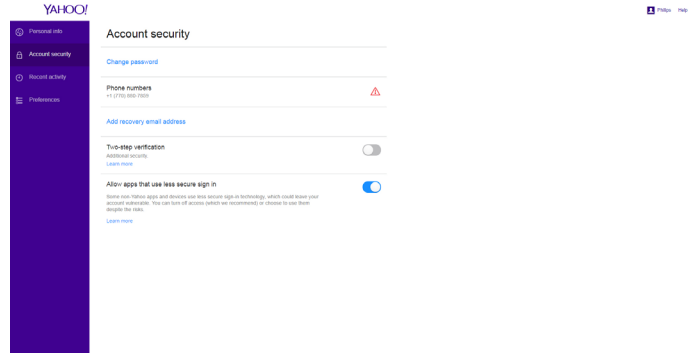 YAHOO!
Philips Help
Personal info
Account security
Recent activity
Preferences
Account security
Change password
Phone numbers
+1 (770)
Add recovery email address
Two-step verification
Additional security.
Learn more
Allow apps that use less secure sign in
Some non-Yahoo apps and devices use less secure sign-in technology, which could leave your
account vulnerable. You can turn off access (which we recommend) or choose to use them
despite the risks.
Learn more